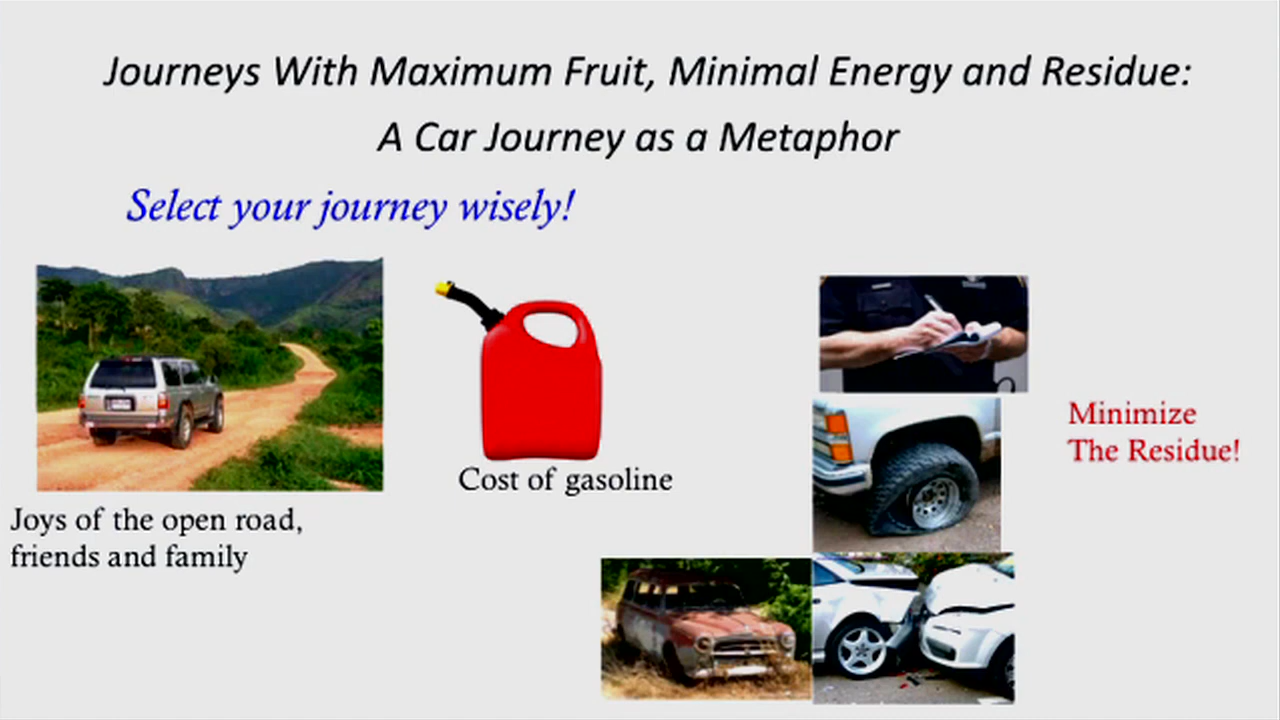 Journeys With Maximum Fruit, Minimal Energy and Residue:
A Car Journey as a Metaphor
Select your journey wisely!
Cost of gasoline
Joys of the open road,
friends and family
Minimize
The Residue!